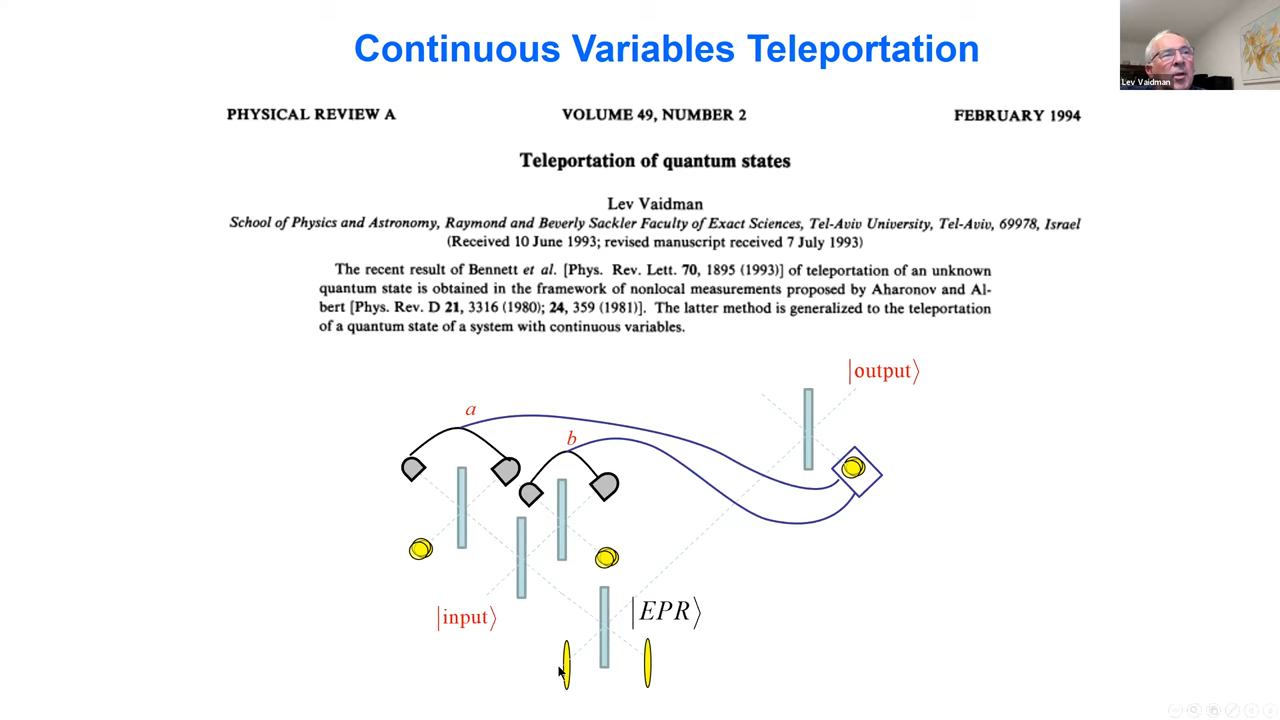 Continuous Variables Teleportation
Lev Vaidman
PHYSICAL REVIEW A VOLUME 49, NUMBER 2 FEBRUARY 1994
Teleportation of quantum states
Lev Vaidman
School of Physics and Astronomy, Raymond and Beverly Sackler Faculty of Exact Sciences, Tel-Aviv University, Tel-Aviv, 69978, Israel
(Received 10 June 1993; revised manuscript received 7 July 1993)
The recent result of Bennett et al. [Phys. Rev. Lett. 70, 1895 (1993)] of teleportation of an unknown
quantum state is obtained in the framework of nonlocal measurements proposed by Aharonov and Al-
bert [Phys. Rev. D 21, 3316 (1980); 24, 359 (1981)]. The latter method is generalized to the teleportation
of a quantum state of a system with continuous variables.
|output⟩
a
b
|input⟩
|EPR⟩